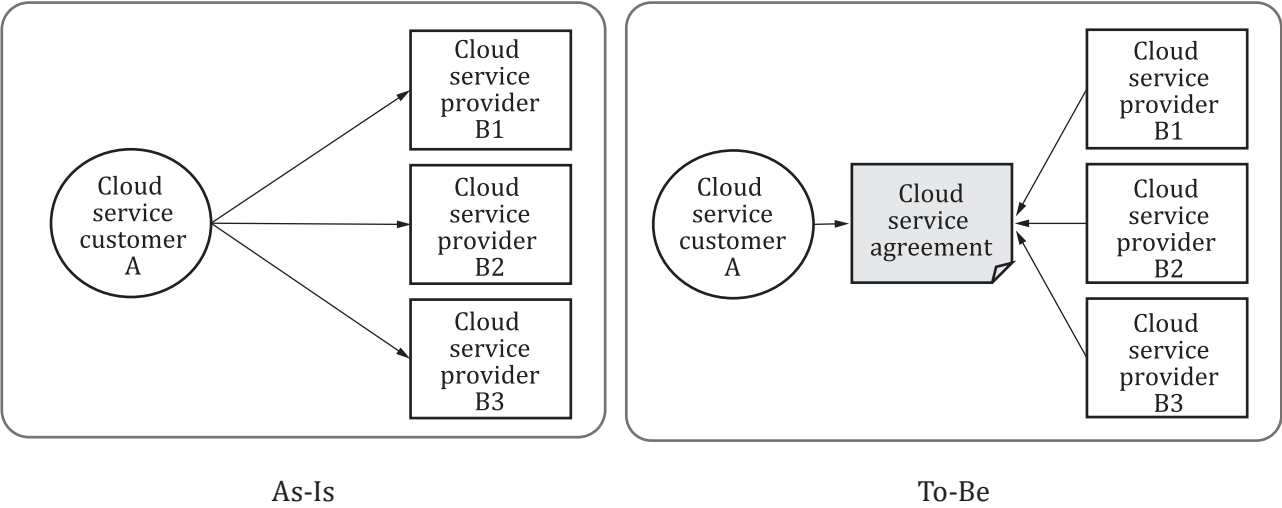 Cloud
service
customer
A
Cloud
service
provider
B1
Cloud
service
provider
B2
Cloud
service
provider
B3
As-Is
Cloud
service
customer
A
Cloud
service
agreement
Cloud
service
provider
B1
Cloud
service
provider
B2
Cloud
service
provider
B3
To-Be